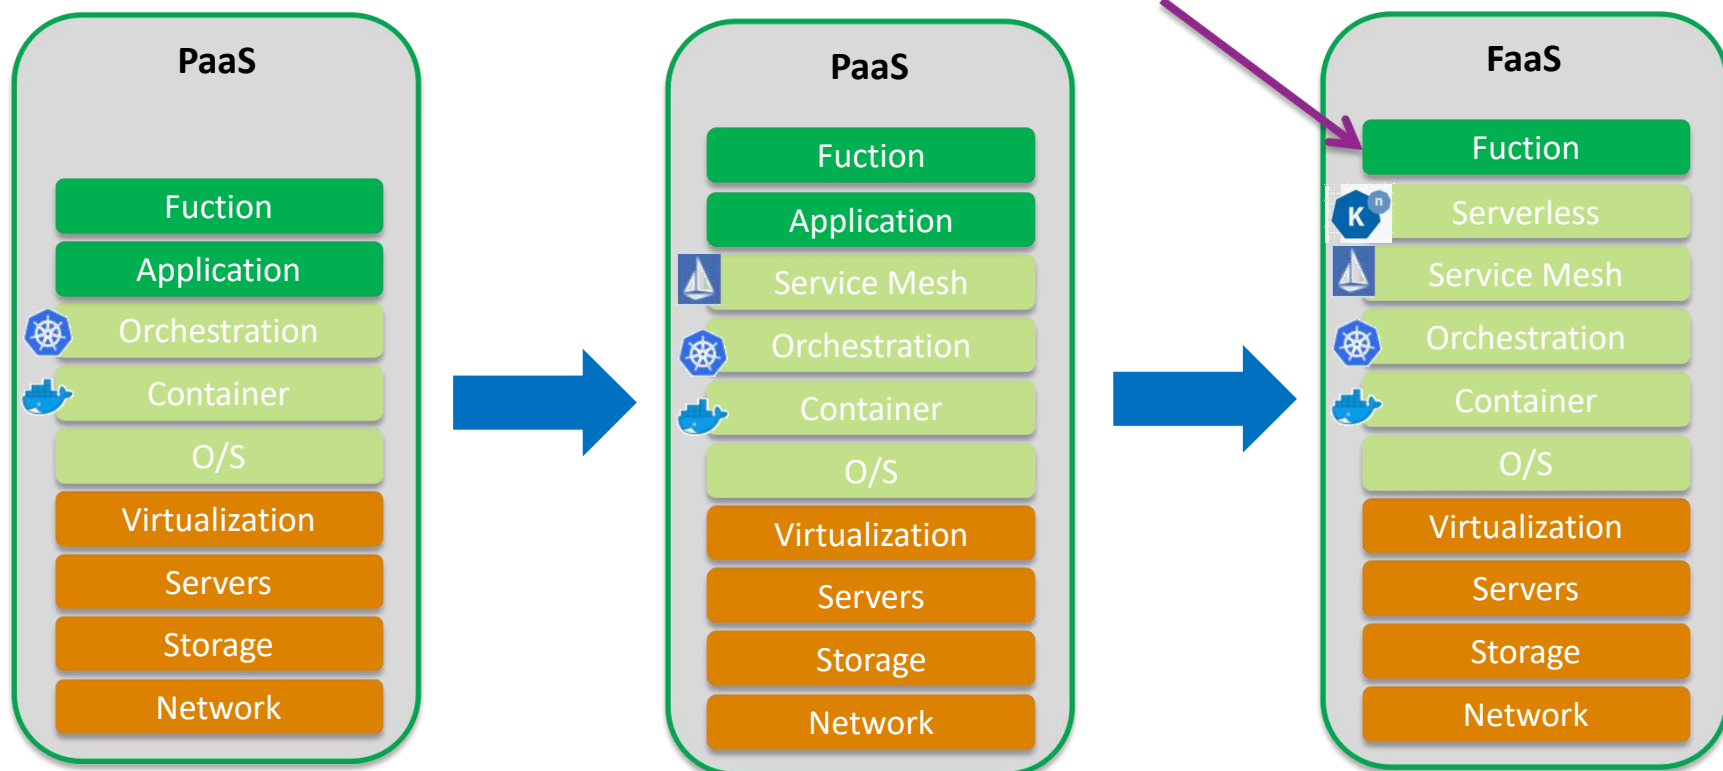 PaaS
Fuction
Application
Orchestration
Container
O/S
Virtualization
Servers
Storage
Network
PaaS
Fuction
Application
Service Mesh
Orchestration
Container
O/S
Virtualization
Servers
Storage
Network
FaaS
Fuction
K n
Serverless
Service Mesh
Orchestration
Container
O/S
Virtualization
Servers
Storage
Network